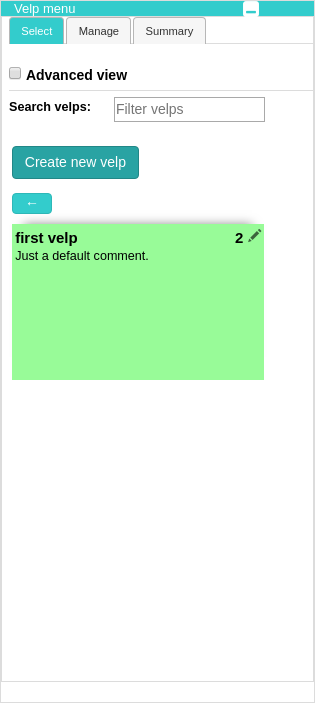 Velp menu
Select Manage Summary
Advanced view
Search velps: Filter velps
Create new velp
←
first velp 2
Just a default comment.